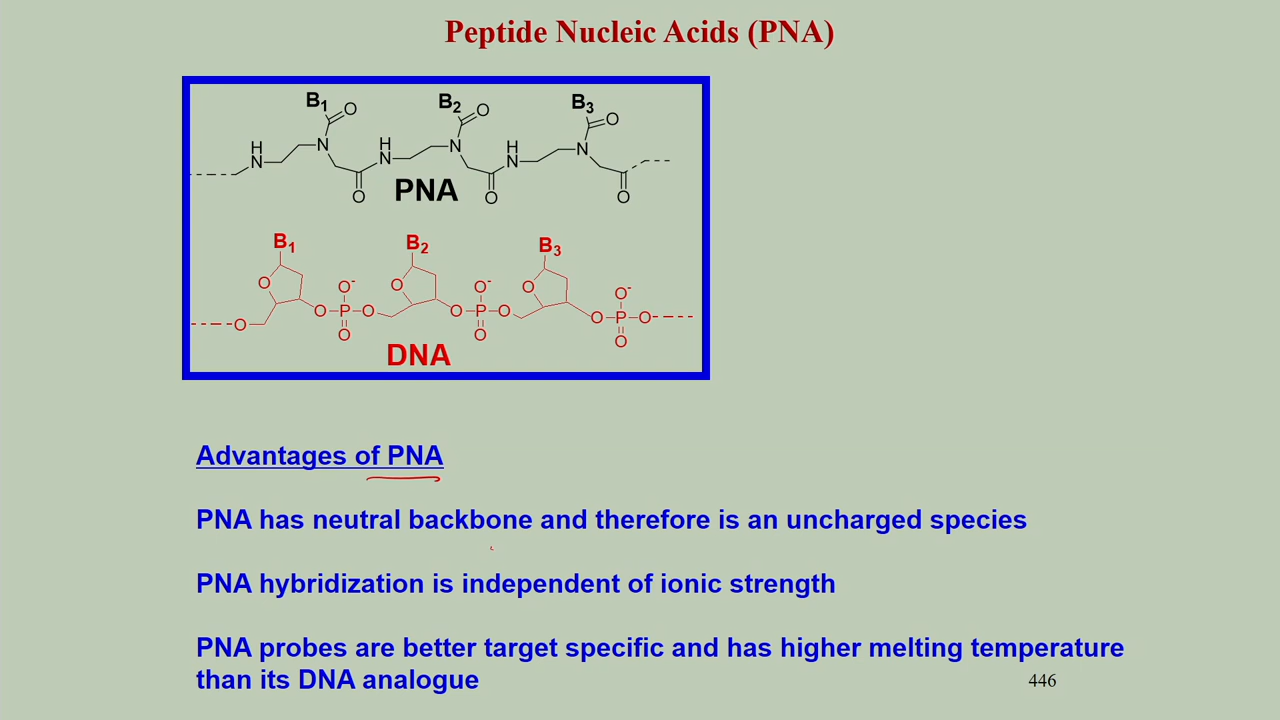 Peptide Nucleic Acids (PNA)
B1 O B2 O B3 O
H N N H N N H N N
O O O
PNA
B1 B2 B3
O O O
O- O- O-
O O P O O P O O P O
O O O
DNA
Advantages of PNA
PNA has neutral backbone and therefore is an uncharged species
PNA hybridization is independent of ionic strength
PNA probes are better target specific and has higher melting temperature
than its DNA analogue
446